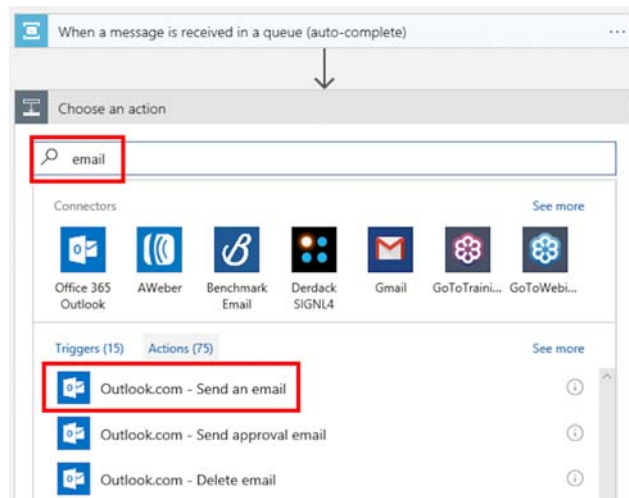 When a message is received in a queue (auto-complete)
Choose an action
email
Connectors See more
Office 365 Outlook AWeber Benchmark Email Derdack SIGNL4 Gmail GoToTraini... GoToWebi...
Triggers (15) Actions (75) See more
Outlook.com - Send an email
Outlook.com - Send approval email
Outlook.com - Delete email